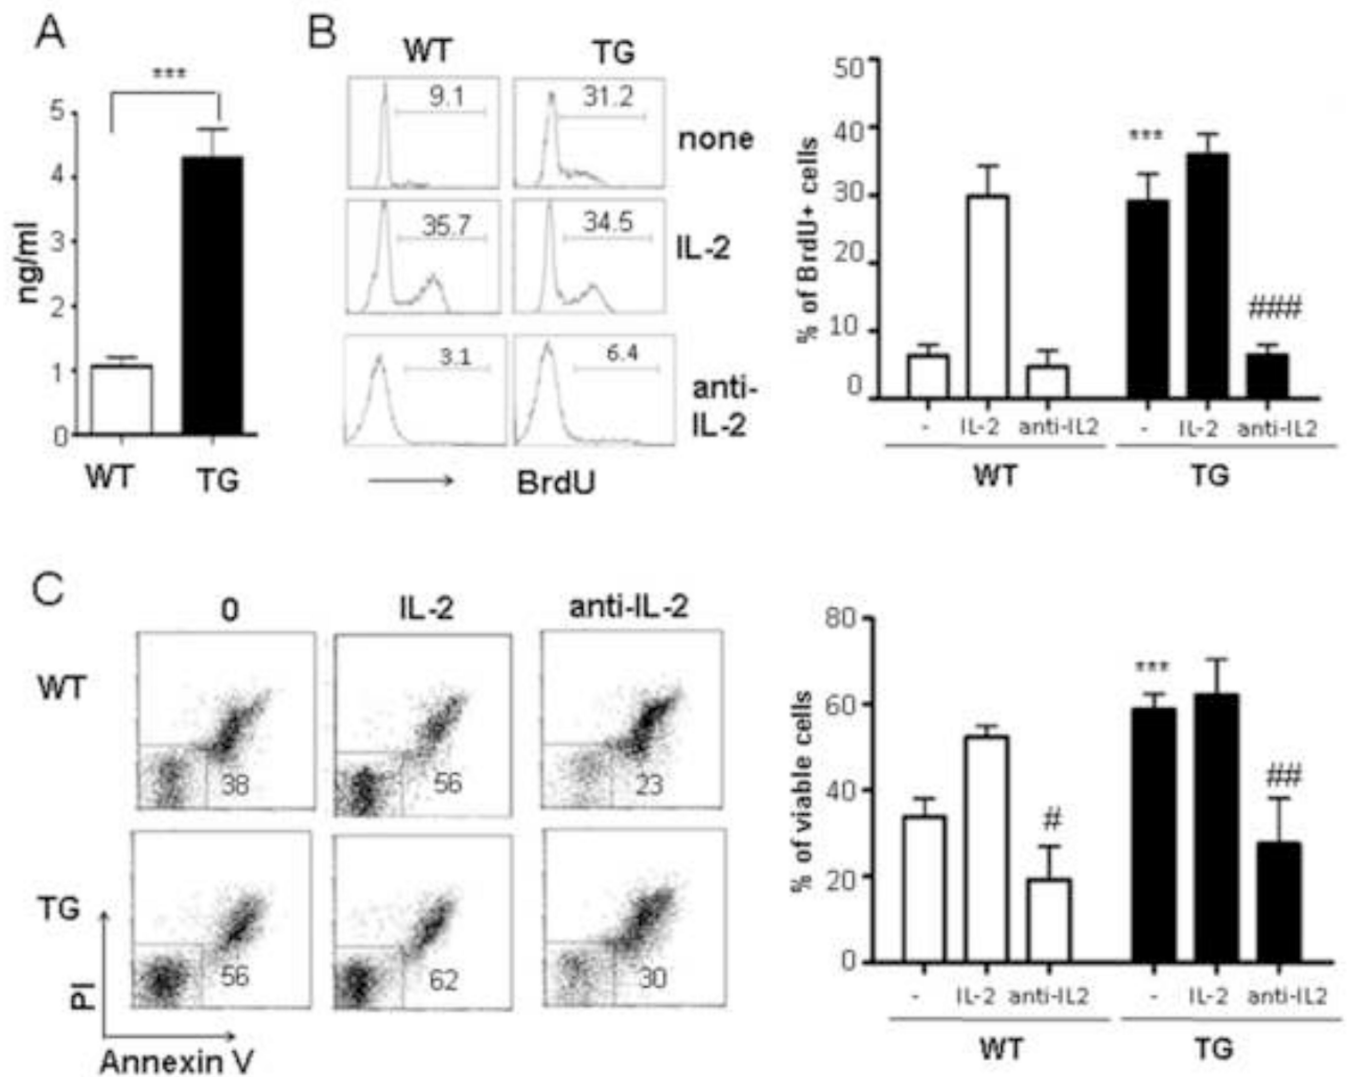 A
***
ng/ml
5
4
3
2
1
0
WT TG
B
WT TG
9.1 31.2 none
35.7 34.5 IL-2
3.1 6.4 anti-
IL-2
BrdU
% of BrdU+ cells
50
40
30
20
10
0
***
###
- IL-2 anti-IL2 - IL-2 anti-IL2
WT TG
C
0 IL-2 anti-IL-2
WT
38 56 23
TG
56 62 30
PI
Annexin V
% of viable cells
80
60
40
20
0
***
##
#
- IL-2 anti-IL2 - IL-2 anti-IL2
WT TG